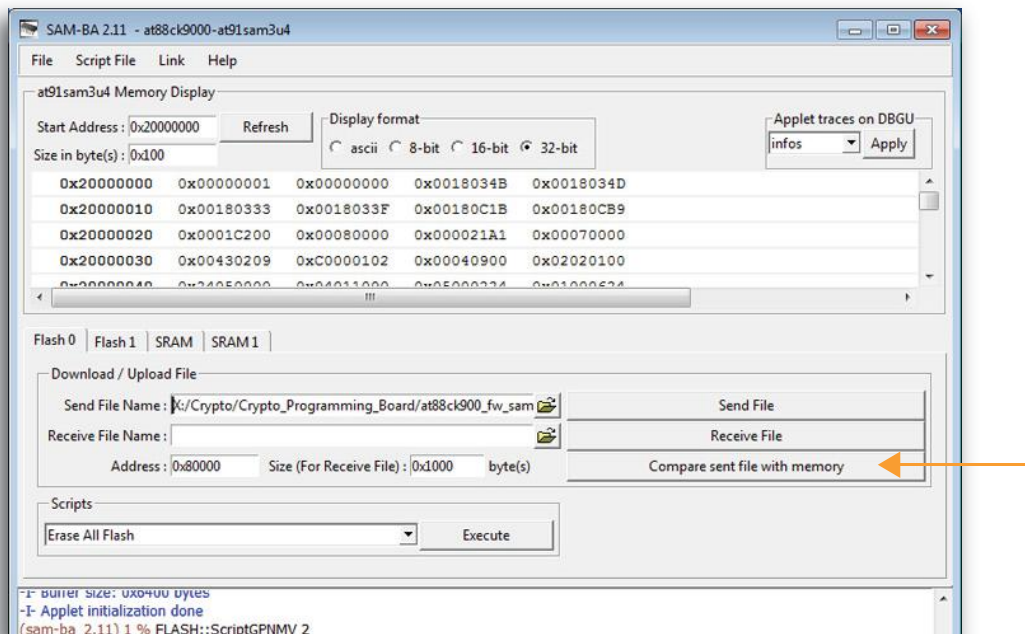 SAM-BA 2.11 - at88ck9000-at91sam3u4
File Script File Link Help
at91sam3u4 Memory Display
Start Address : 0x20000000 Refresh Display format Applet traces on DBGU
Size in byte(s) : 0x100 ascii 8-bit 16-bit 32-bit infos Apply
0x20000000 0x00000001 0x00000000 0x0018034B 0x0018034D
0x20000010 0x00180333 0x0018033F 0x00180C1B 0x00180CB9
0x20000020 0x0001C200 0x00080000 0x000021A1 0x00070000
0x20000030 0x00430209 0xC0000102 0x00040900 0x02020100
Flash 0 Flash 1 SRAM SRAM 1
Download / Upload File
Send File Name : X:/Crypto/Crypto_Programming_Board/at88ck900_fw_sam Send File
Receive File Name : Receive File
Address : 0x80000 Size (For Receive File) : 0x1000 byte(s) Compare sent file with memory
Scripts
Erase All Flash Execute
-I- Buffer size: 0x6400 bytes
-I- Applet initialization done
(sam-ba_2.11) 1 % FLASH::ScriptGPNMV 2